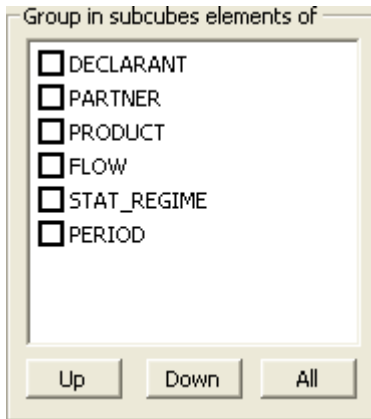 Group in subcubes elements of
DECLARANT
PARTNER
PRODUCT
FLOW
STAT_REGIME
PERIOD
Up Down All